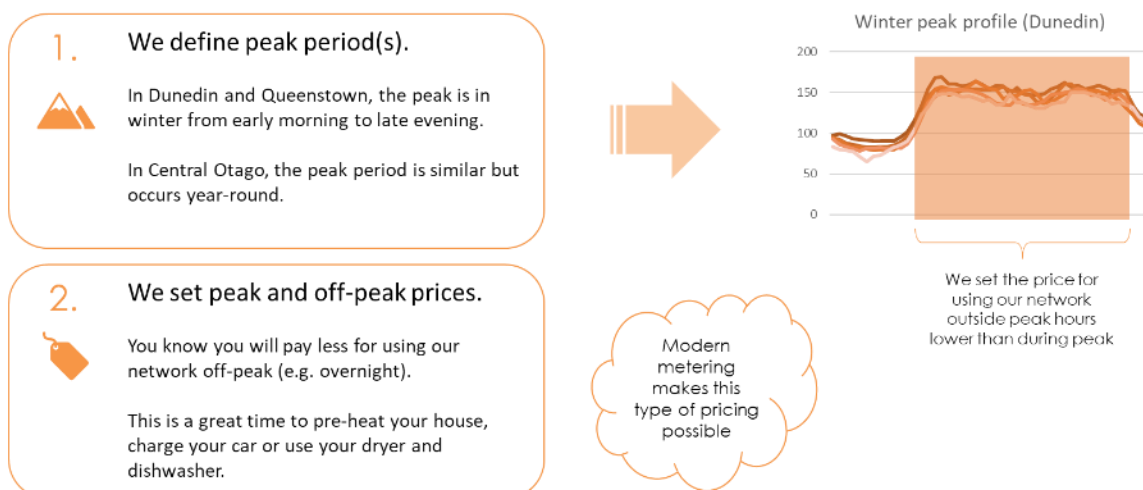 1.
We define peak period(s).
In Dunedin and Queenstown, the peak is in
winter from early morning to late evening.
In Central Otago, the peak period is similar but
occurs year-round.
Winter peak profile (Dunedin)
200
150
100
50
0
We set the price for
using our network
outside peak hours
lower than during peak
2.
We set peak and off-peak prices.
You know you will pay less for using our
network off-peak (e.g. overnight).
This is a great time to pre-heat your house,
charge your car or use your dryer and
dishwasher.
Modern
metering
makes this
type of pricing
possible